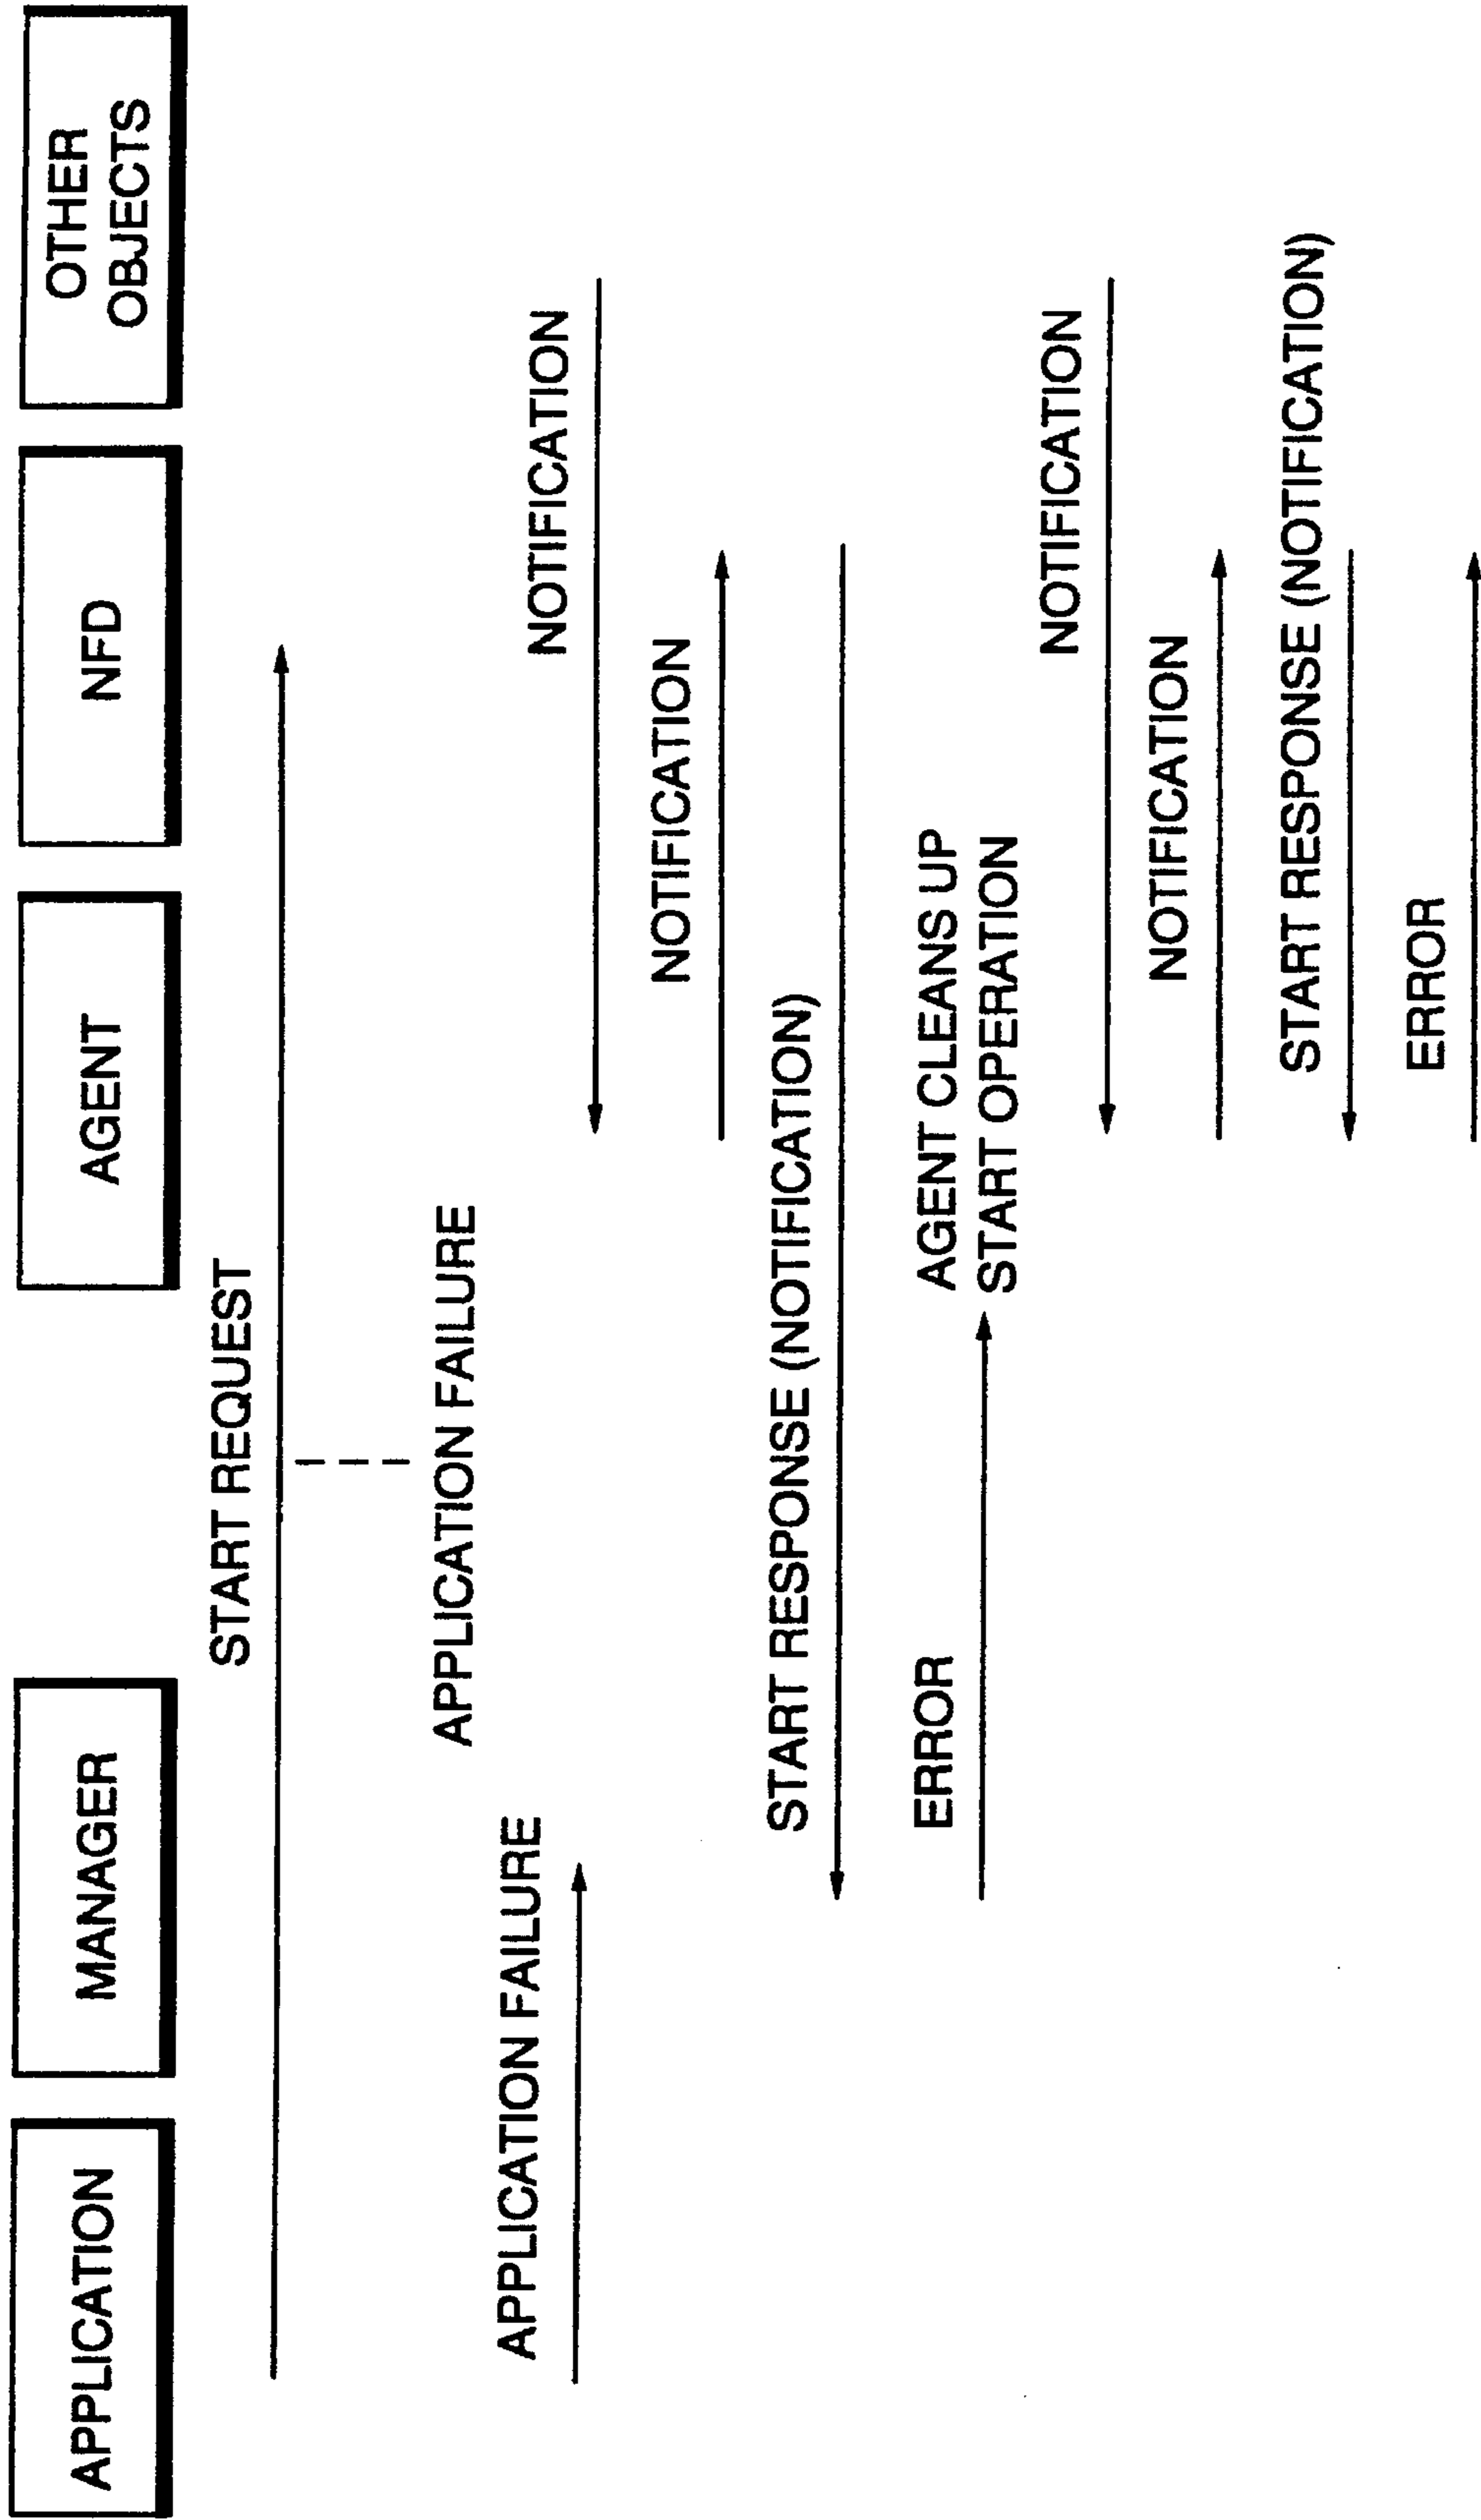 APPLICATION
MANAGER
AGENT
NFD
OTHER
OBJECTS
START REQUEST
APPLICATION FAILURE
APPLICATION FAILURE
NOTIFICATION
NOTIFICATION
START RESPONSE (NOTIFICATION)
ERROR
AGENT CLEANS UP
START OPERATION
NOTIFICATION
NOTIFICATION
START RESPONSE (NOTIFICATION)
ERROR